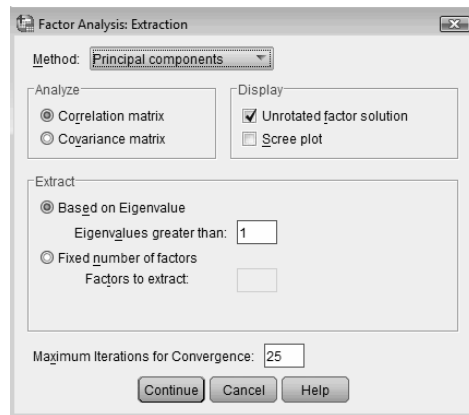 Factor Analysis: Extraction
Method: Principal components
Analyze
Correlation matrix
Covariance matrix
Display
Unrotated factor solution
Scree plot
Extract
Based on Eigenvalue
Eigenvalues greater than: 1
Fixed number of factors
Factors to extract:
Maximum Iterations for Convergence: 25
Continue Cancel Help